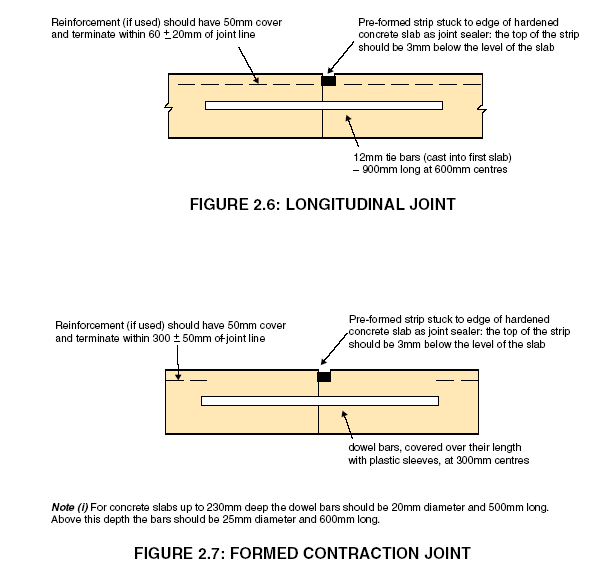 Reinforcement (if used) should have 50mm cover
and terminate within 60 ± 20mm of joint line
Pre-formed strip stuck to edge of hardened
concrete slab as joint sealer: the top of the strip
should be 3mm below the level of the slab
12mm tie bars (cast into first slab)
– 900mm long at 600mm centres
FIGURE 2.6: LONGITUDINAL JOINT
Reinforcement (if used) should have 50mm cover
and terminate within 300 ± 50mm of joint line
Pre-formed strip stuck to edge of hardened
concrete slab as joint sealer: the top of the strip
should be 3mm below the level of the slab
dowel bars, covered over their length
with plastic sleeves, at 300mm centres
Note (i) For concrete slabs up to 230mm deep the dowel bars should be 20mm diameter and 500mm long.
Above this depth the bars should be 25mm diameter and 600mm long.
FIGURE 2.7: FORMED CONTRACTION JOINT